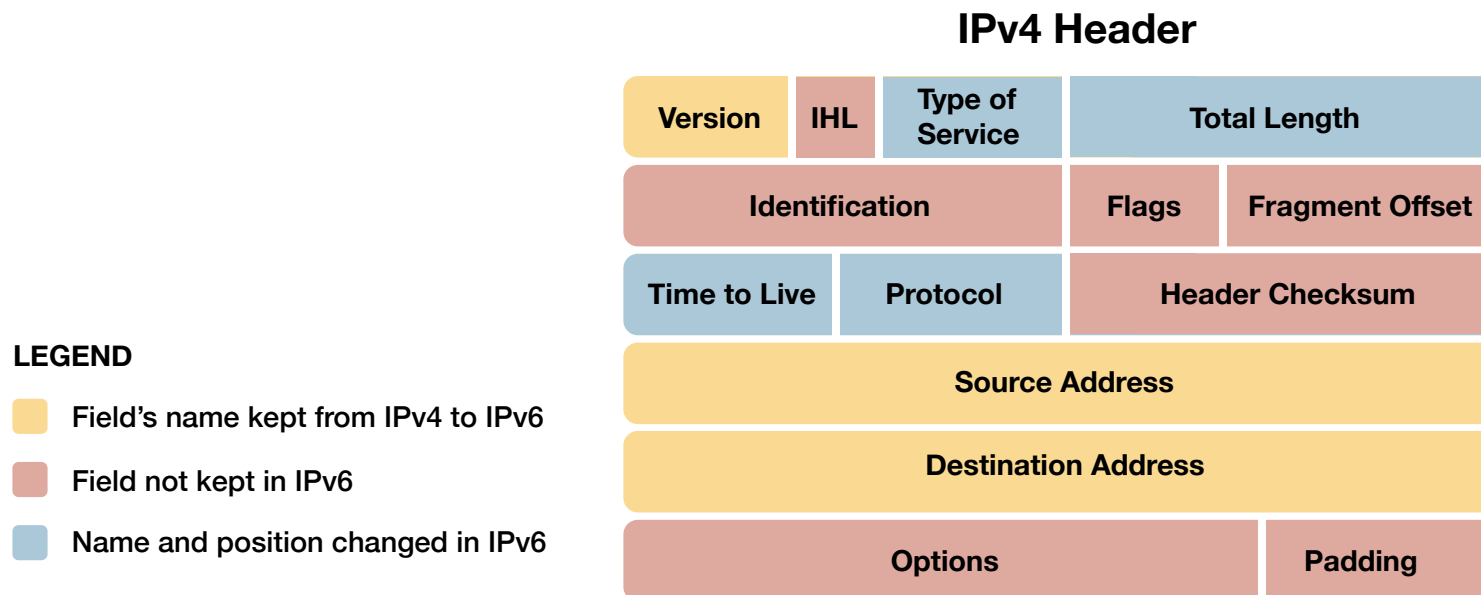 IPv4 Header
Version
IHL
Type of
Service
Total Length
Identification
Flags
Fragment Offset
Time to Live
Protocol
Header Checksum
Source Address
Destination Address
Options
Padding
LEGEND
Field’s name kept from IPv4 to IPv6
Field not kept in IPv6
Name and position changed in IPv6